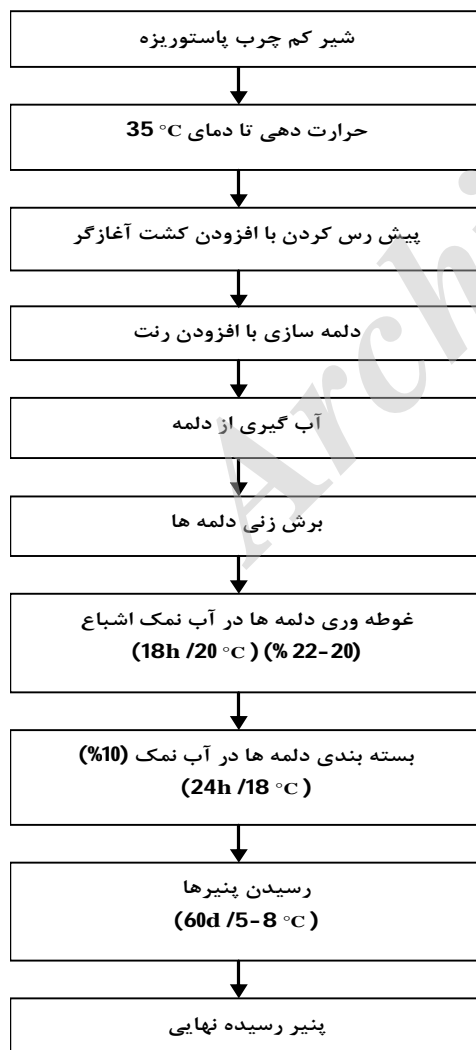 شیر کم چرب پاستوریزه
حرارت دهی تا دمای 35 °C
پیش رس کردن با افزودن کشت آغازگر
دلمه سازی با افزودن رنت
آب گیری از دلمه
برش زنی دلمه ها
غوطه وری دلمه ها در آب نمک اشباع
(18h /20 °C ) (% 22-20)
بسته بندی دلمه ها در آب نمک (10%)
(24h /18 °C )
رسیدن پنیرها
(60d /5-8 °C )
پنیر رسیده نهایی
Archi